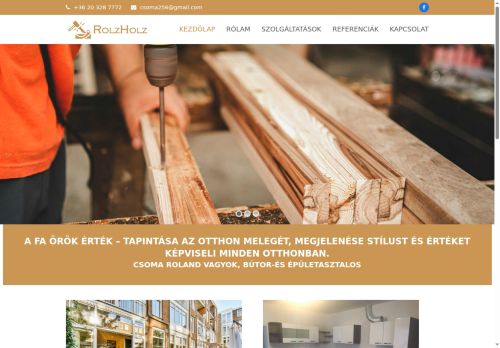 +36 20 328 7772 csoma256@gmail.com
RolzHolz
KEZDŐLAP RÓLAM SZOLGÁLTATÁSOK REFERENCIÁK KAPCSOLAT
A FA ÖRÖK ÉRTÉK – TAPINTÁSA AZ OTTHON MELEGÉT, MEGJELENÉSE STÍLUST ÉS ÉRTÉKET
KÉPVISELI MINDEN OTTHONBAN.
CSOMA ROLAND VAGYOK, BÚTOR-ÉS ÉPÜLETASZTALOS